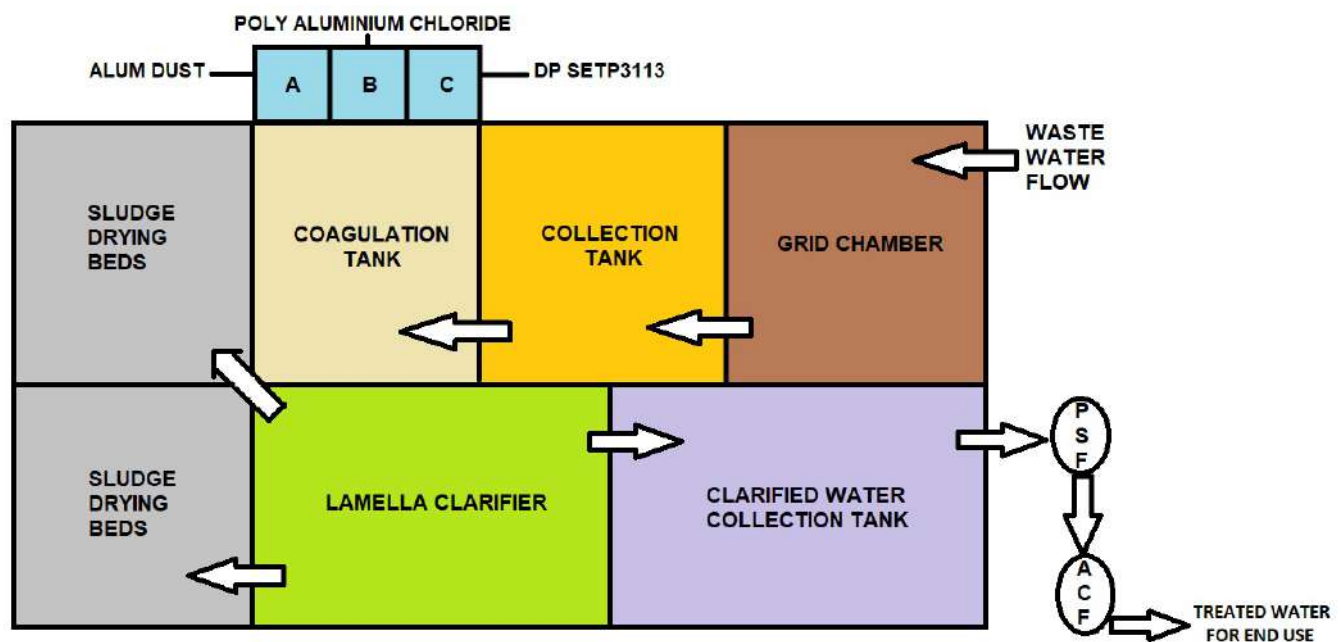 POLY ALUMINIUM CHLORIDE
ALUM DUST
A
B
C
DP SETP3113
WASTE
WATER
FLOW
SLUDGE
DRYING
BEDS
COAGULATION
TANK
COLLECTION
TANK
GRID CHAMBER
SLUDGE
DRYING
BEDS
LAMELLA CLARIFIER
CLARIFIED WATER
COLLECTION TANK
P
S
F
A
C
F
TREATED WATER
FOR END USE